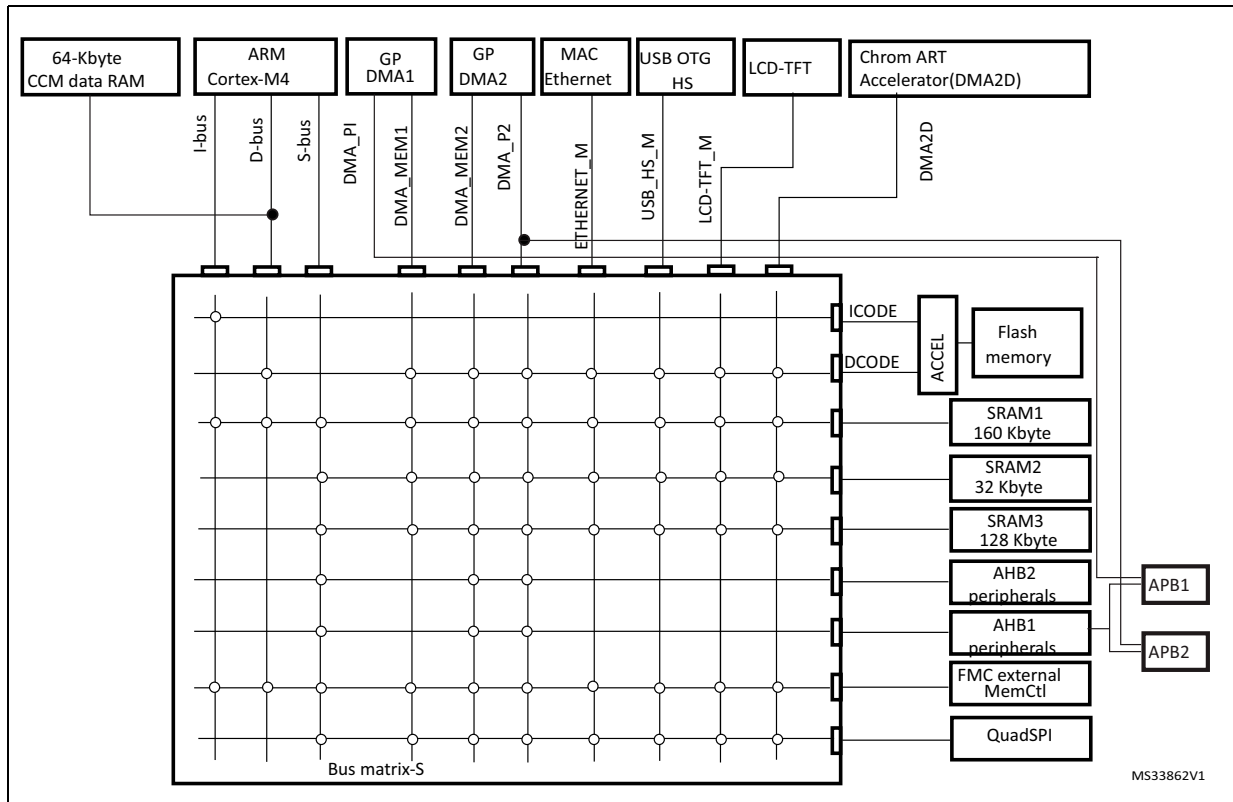 64-Kbyte
CCM data RAM
ARM
Cortex-M4
GP
DMA1
GP
DMA2
MAC
Ethernet
USB OTG
HS
LCD-TFT
Chrom ART
Accelerator(DMA2D)
I-bus
D-bus
S-bus
DMA_PI
DMA_MEM1
DMA_MEM2
DMA_P2
ETHERNET_M
USB_HS_M
LCD-TFT_M
DMA2D
ICODE
DCODE
ACCEL
Flash
memory
SRAM1
160 Kbyte
SRAM2
32 Kbyte
SRAM3
128 Kbyte
AHB2
peripherals
AHB1
peripherals
APB1
APB2
FMC external
MemCtl
QuadSPI
Bus matrix-S
MS33862V1